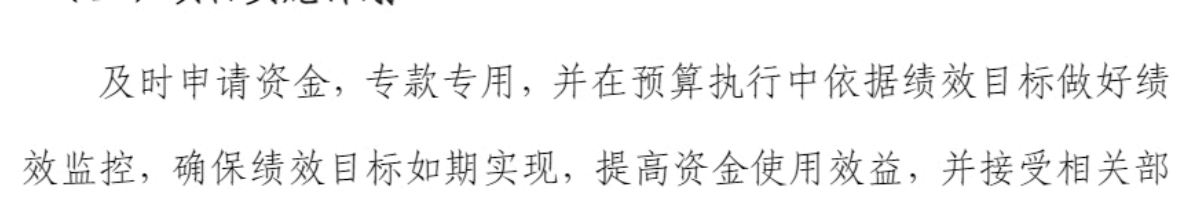 及时申请资金，专款专用，并在预算执行中依据绩效目标做好绩
效监控，确保绩效目标如期实现，提高资金使用效益，并接受相关部